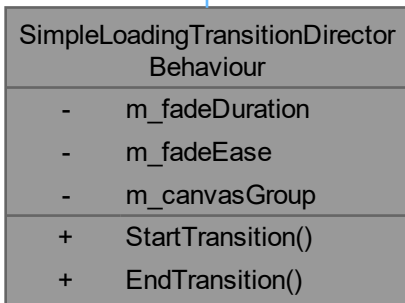 SimpleLoadingTransitionDirector
Behaviour
- m_fadeDuration
- m_fadeEase
- m_canvasGroup
+ StartTransition()
+ EndTransition()